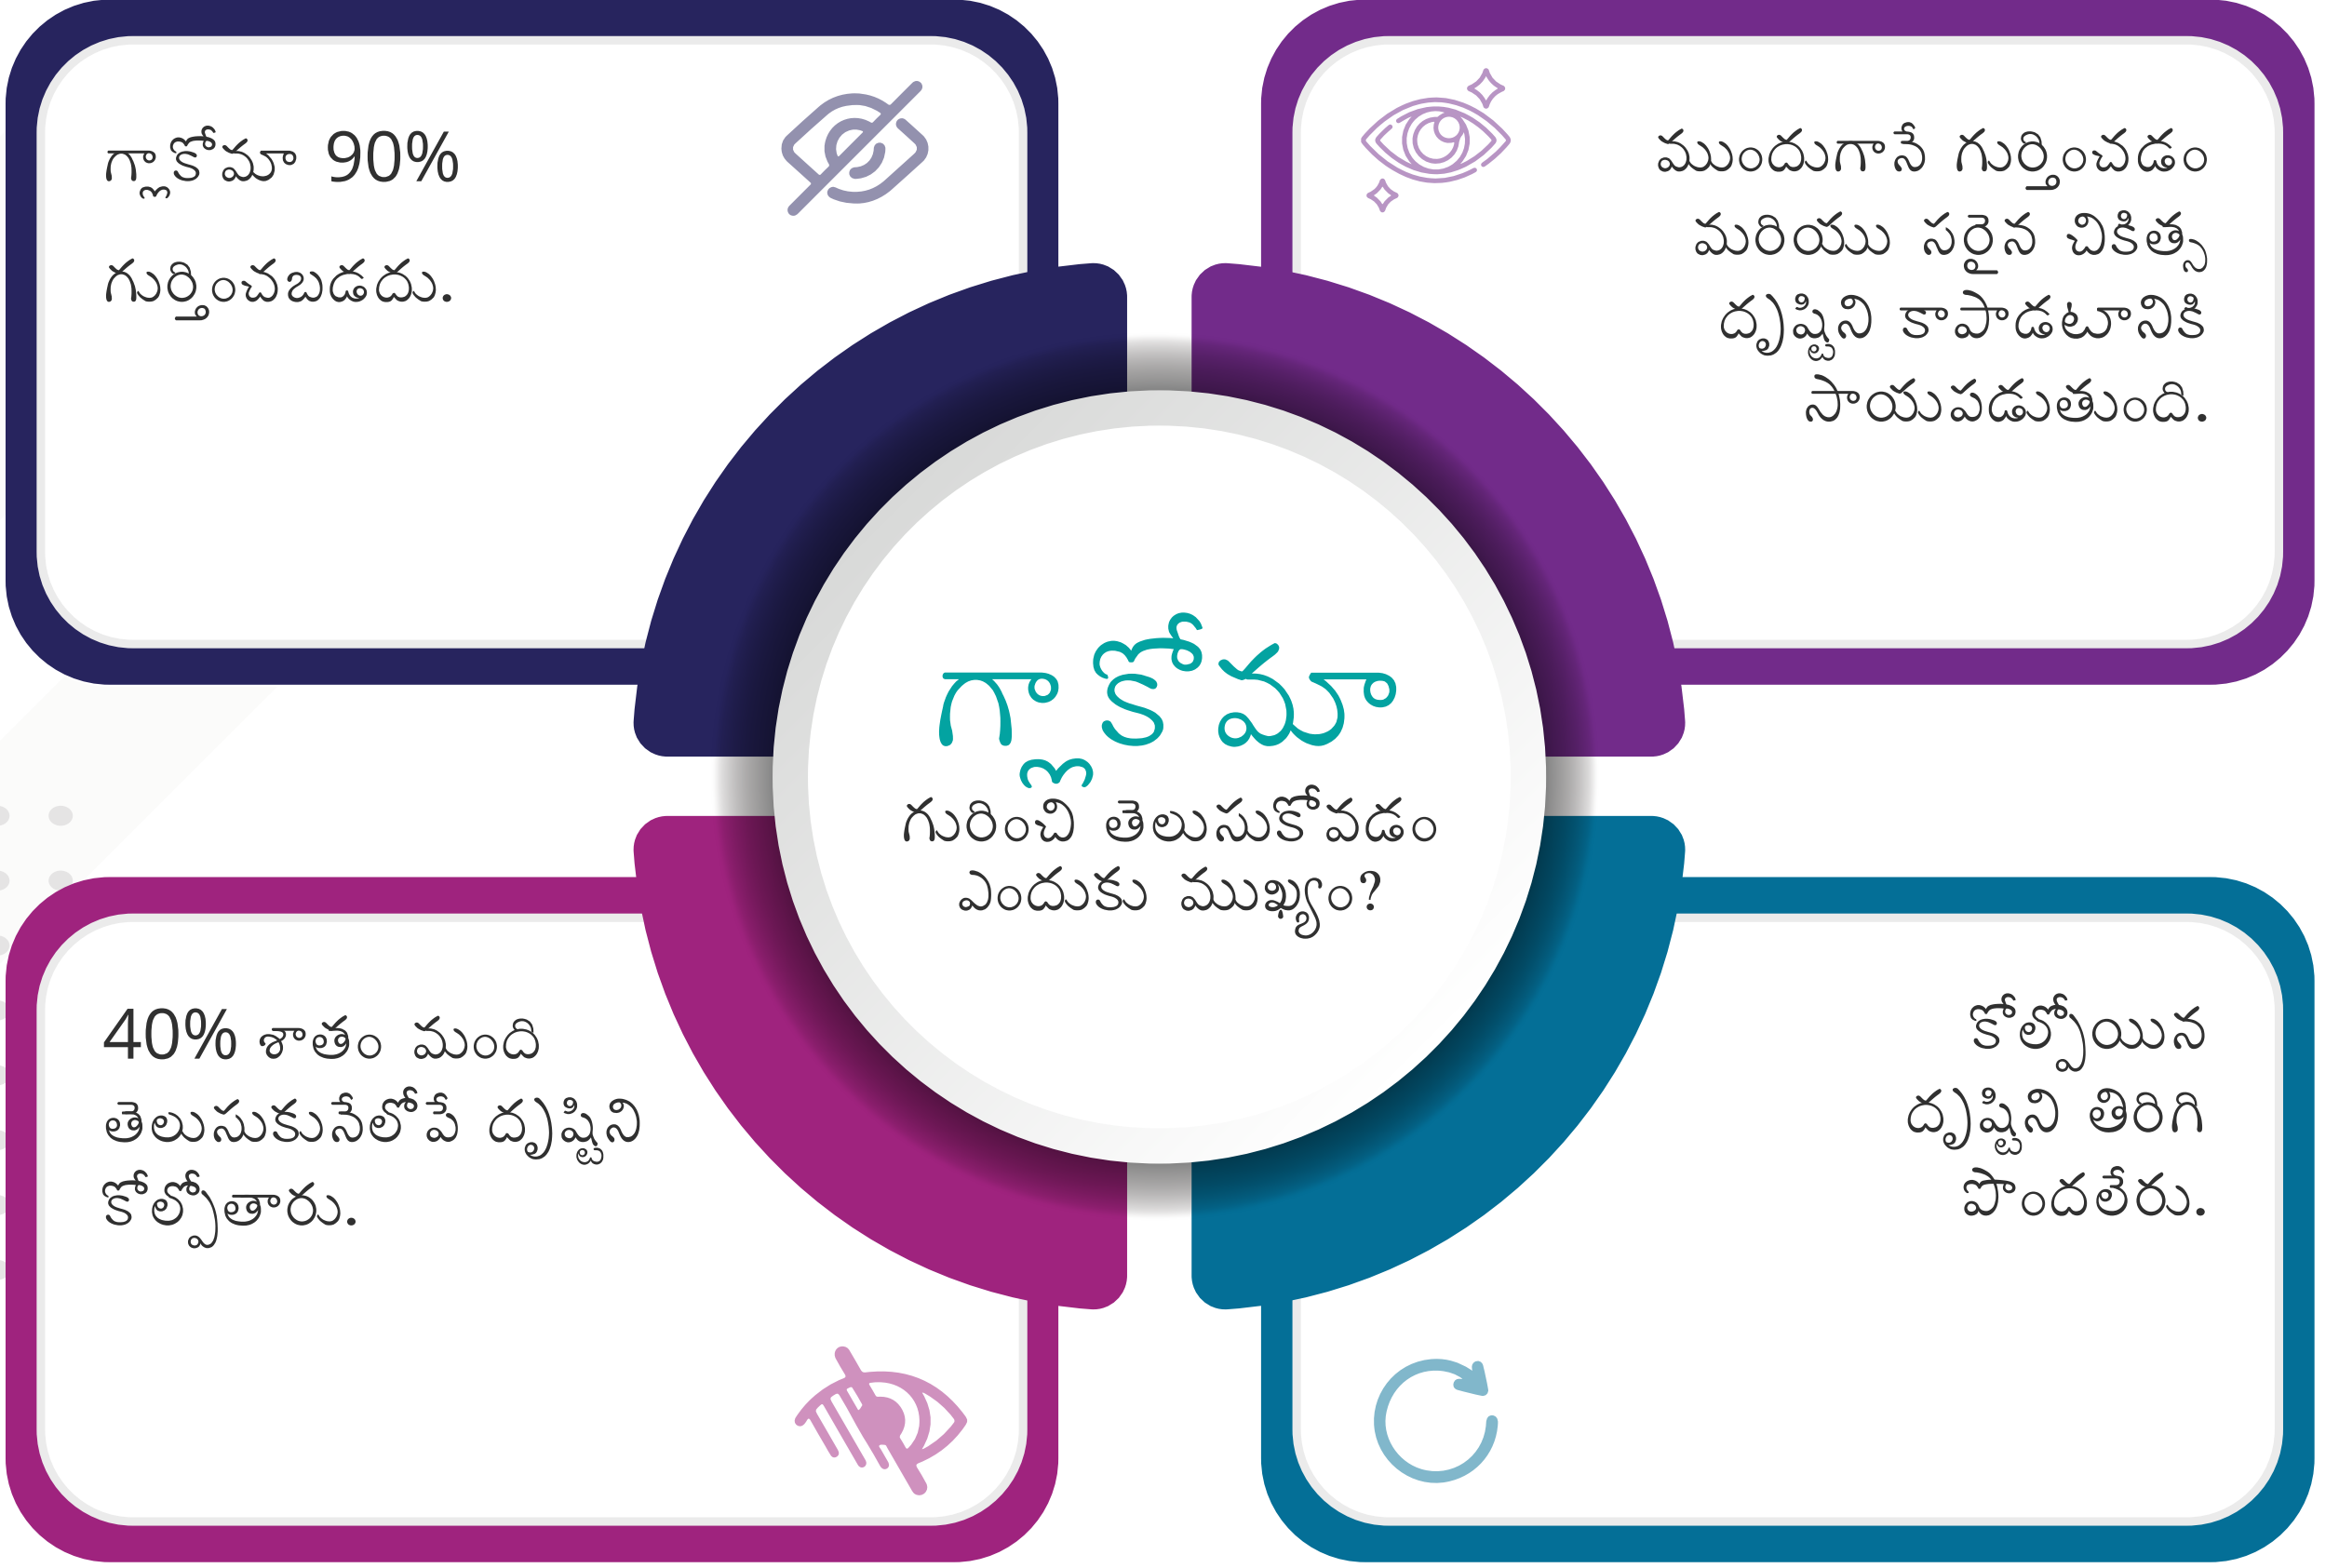 గ్లాకోమా 90%
గుర్తించబడదు.
ముందుగానే గుర్తించడం
మరియు సరైన చికిత్స
దృష్టిని కాపాడటానికి
సాయపడుతుంది.
గ్లాకోమా
గురించి తెలుసుకోవడం
ఎందుకు ముఖ్యం?
40% శాతం మంది
తెలుసుకునేలోపే దృష్టిని
కోల్పోతారు.
కోల్పోయిన
దృష్టిని తిరిగి
పొందలేరు.